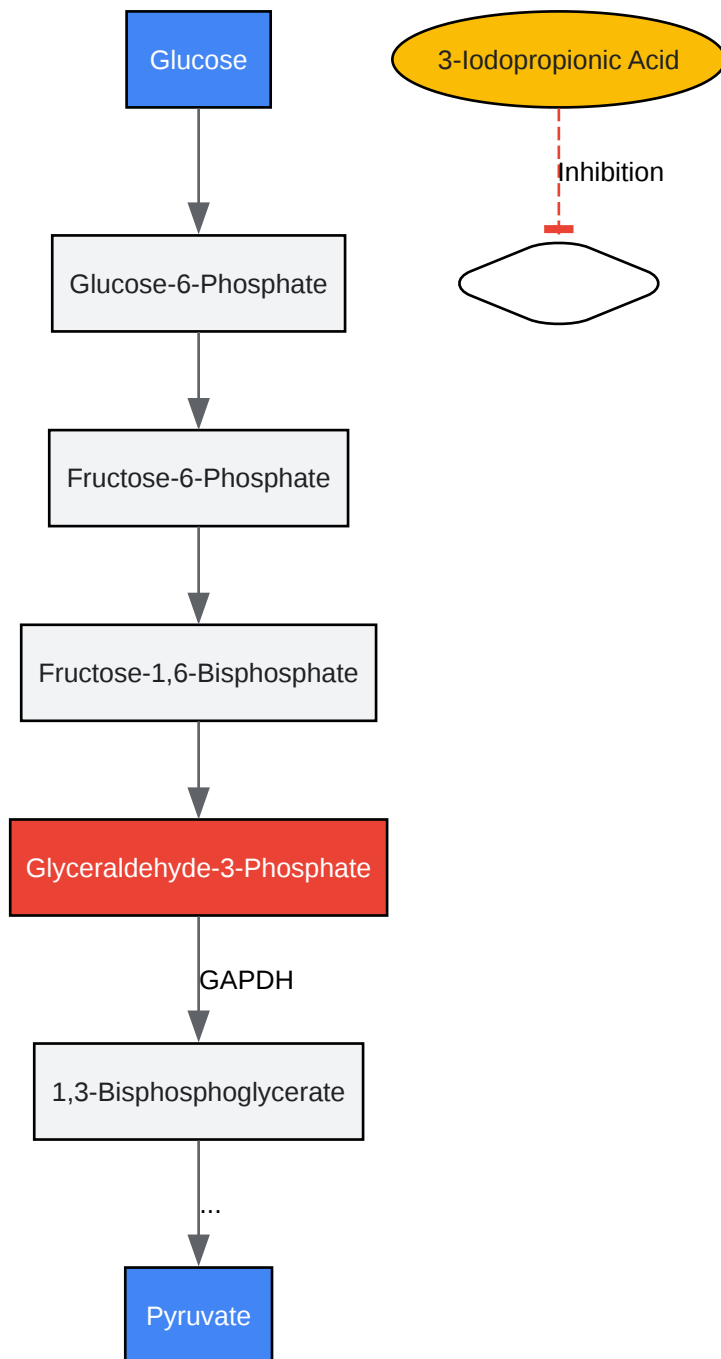 Glucose
3-Iodopropionic Acid
Inhibition
Glucose-6-Phosphate
Fructose-6-Phosphate
Fructose-1,6-Bisphosphate
Glyceraldehyde-3-Phosphate
GAPDH
1,3-Bisphosphoglycerate
...
Pyruvate